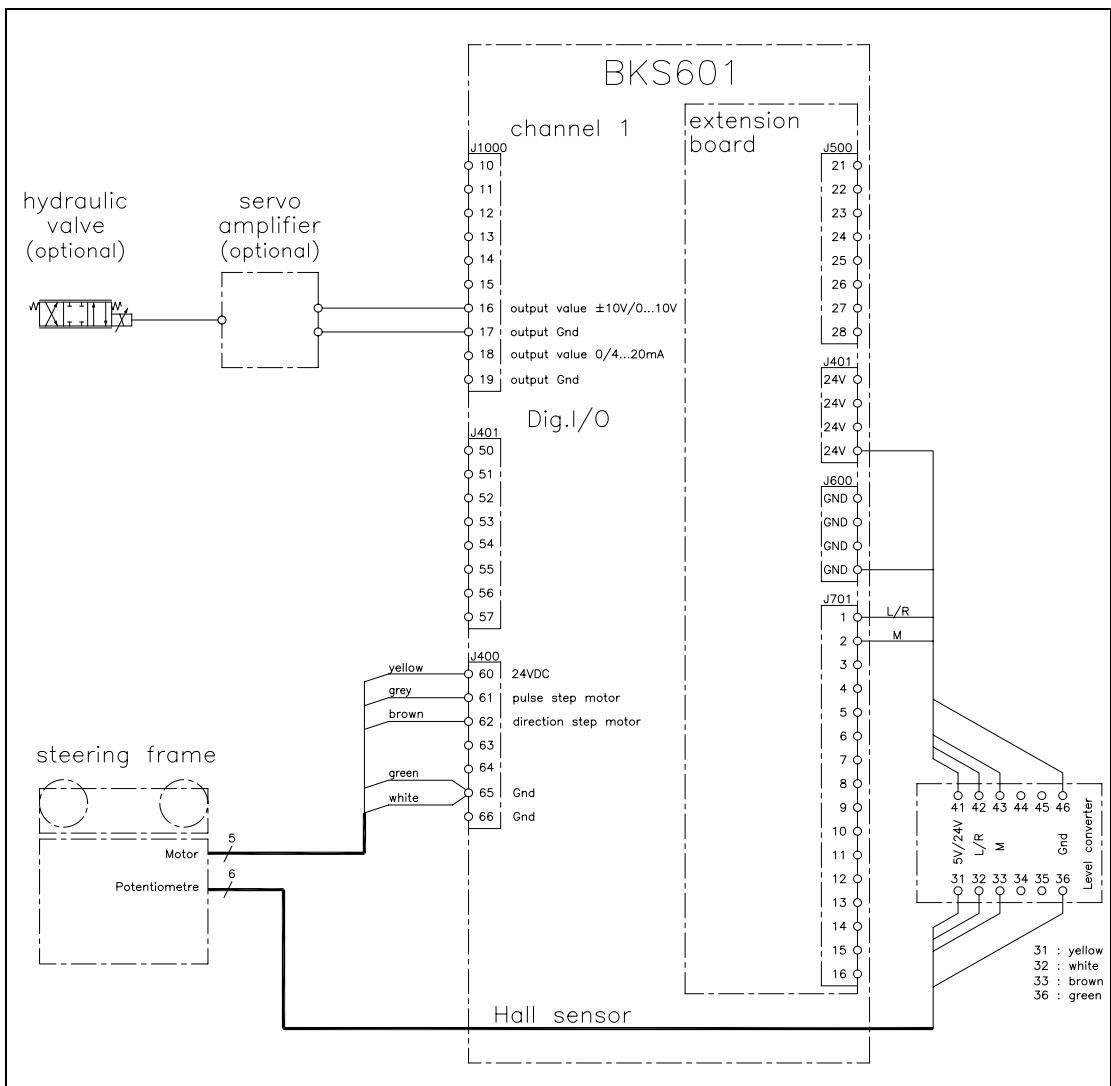 BKS601
channel 1
extension
board
J1000
10
11
12
13
14
15
16 output value ±10V/0...10V
17 output Gnd
18 output value 0/4...20mA
19 output Gnd
hydraulic
valve
(optional)
servo
amplifier
(optional)
Dig.I/O
J401
50
51
52
53
54
55
56
57
J400
yellow 60 24VDC
grey 61 pulse step motor
brown 62 direction step motor
63
64
green
65 Gnd
white
66 Gnd
steering frame
Motor 5
Potentiometre 6
Hall sensor
J500
21
22
23
24
25
26
27
28
J401
24V
24V
24V
24V
J600
GND
GND
GND
GND
J701
1 L/R
2 M
3
4
5
6
7
8
9
10
11
12
13
14
15
16
41 42 43 44 45 46
5V/24V
L/R
M
Gnd
Level converter
31 32 33 34 35 36
31 : yellow
32 : white
33 : brown
36 : green